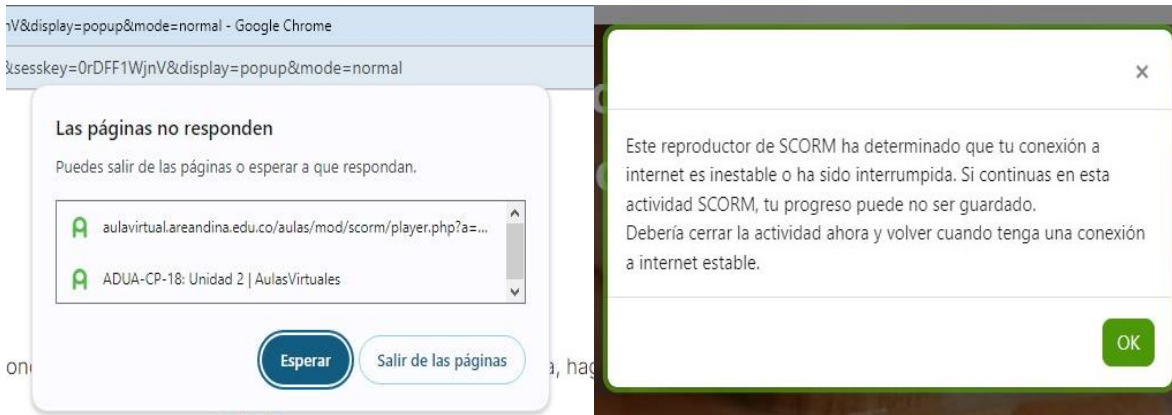 nV&display=popup&mode=normal - Google Chrome
&sesskey=0rDFF1WjnV&display=popup&mode=normal
Las páginas no responden
Puedes salir de las páginas o esperar a que respondan.
aulavirtual.areandina.edu.co/aulas/mod/scorm/player.php?a=...
ADUA-CP-18: Unidad 2 | AulasVirtuales
Esperar
Salir de las páginas
×
Este reproductor de SCORM ha determinado que tu conexión a
internet es inestable o ha sido interrumpida. Si continuas en esta
actividad SCORM, tu progreso puede no ser guardado.
Debería cerrar la actividad ahora y volver cuando tenga una conexión
a internet estable.
OK